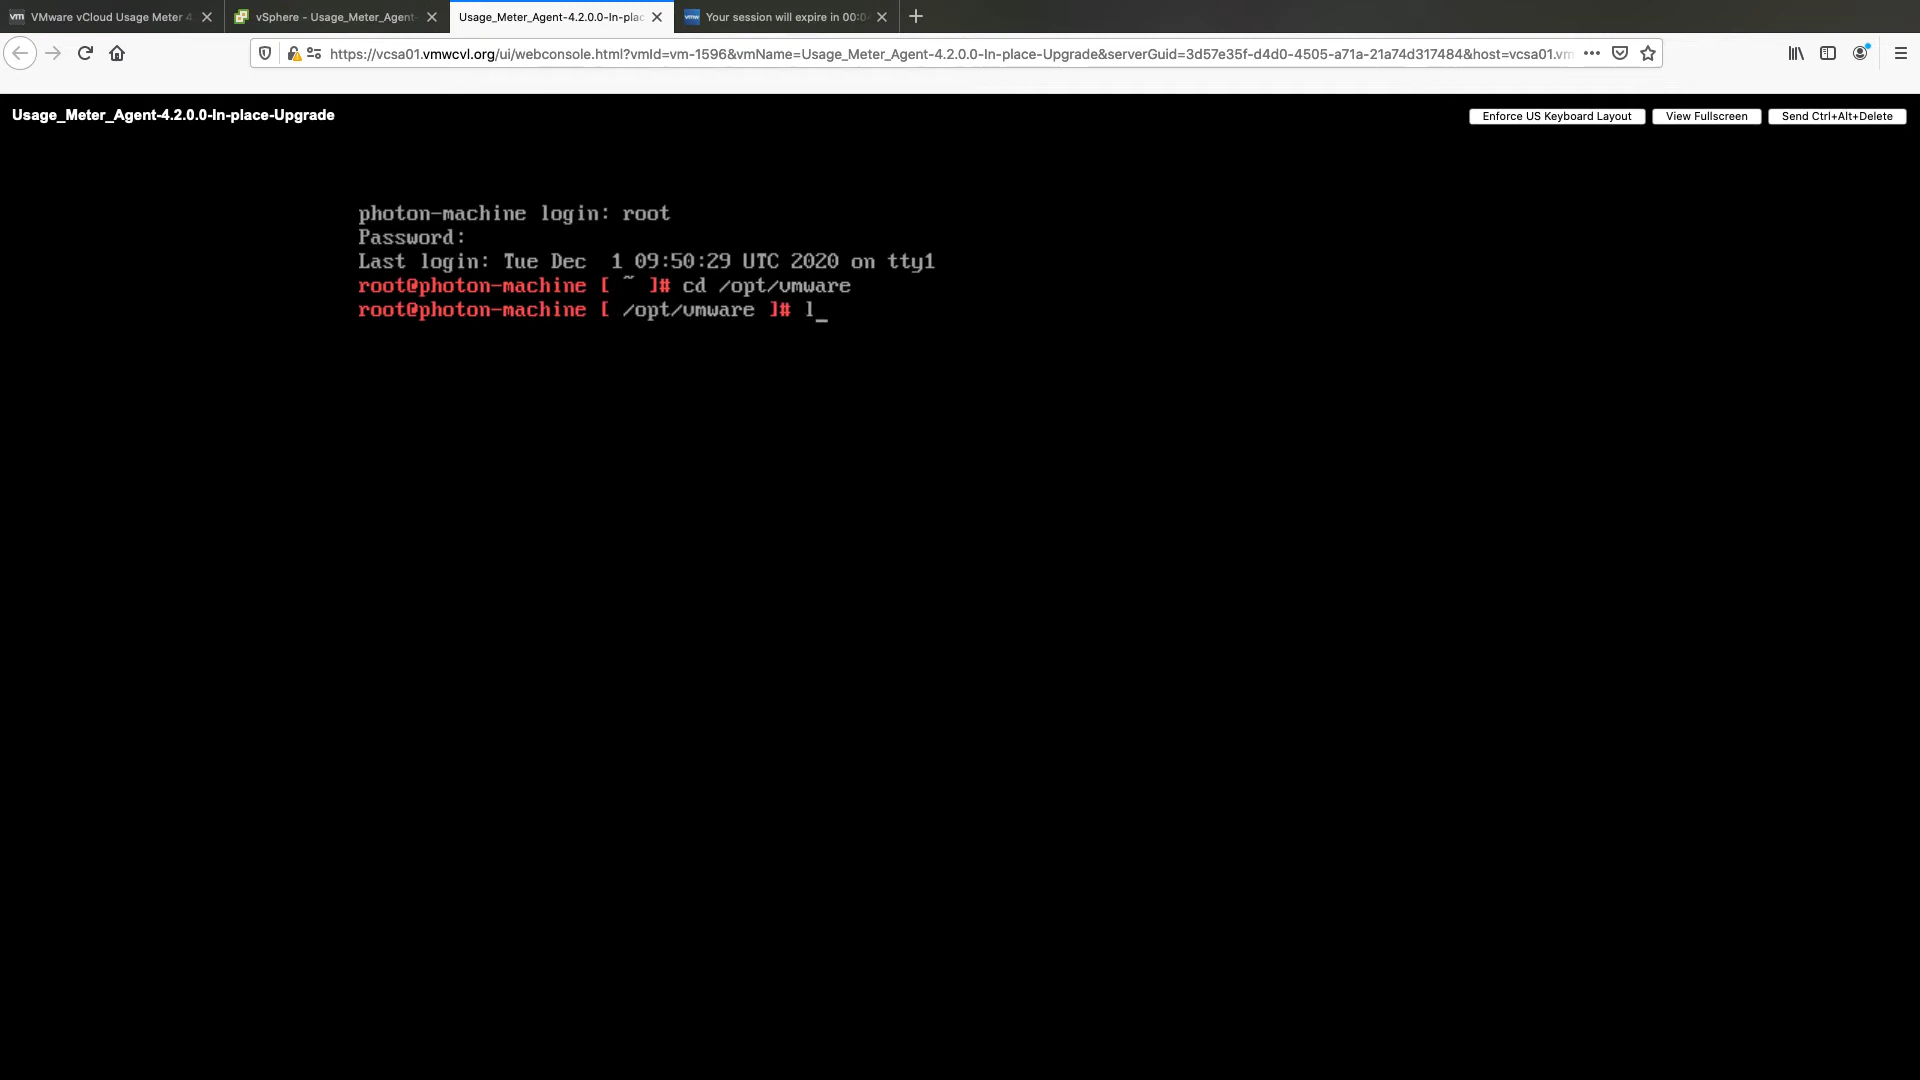 VMware vCloud Usage Meter 4
vSphere - Usage_Meter_Agent-
Usage_Meter_Agent-4.2.0.0-In-plac
Your session will expire in 00:0
https://vcsa01.vmwcvl.org/ui/webconsole.html?vmId=vm-1596&vmName=Usage_Meter_Agent-4.2.0.0-In-place-Upgrade&serverGuid=3d57e35f-d4d0-4505-a71a-21a74d317484&host=vcsa01.vm
Usage_Meter_Agent-4.2.0.0-In-place-Upgrade
Enforce US Keyboard Layout
View Fullscreen
Send Ctrl+Alt+Delete
photon-machine login: root
Password:
Last login: Tue Dec  1 09:50:29 UTC 2020 on tty1
root@photon-machine [ ~ ]# cd /opt/vmware
root@photon-machine [ /opt/vmware ]# l_